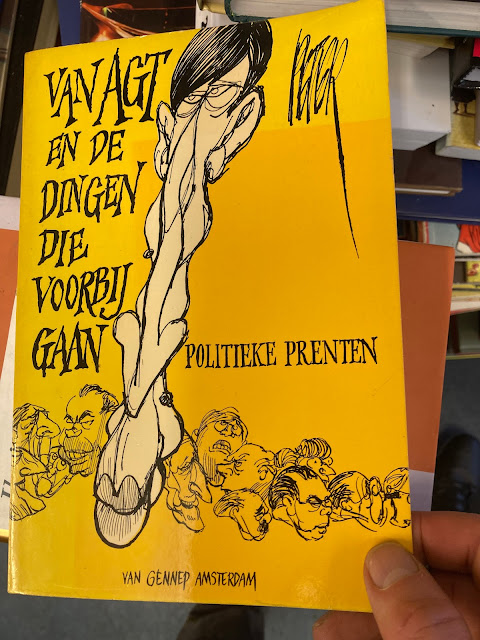 VAN AGT
EN DE
DINGEN
DIE
VOORBIJ
GAAN
PETER
POLITIEKE PRENTEN
VAN GENNEP AMSTERDAM